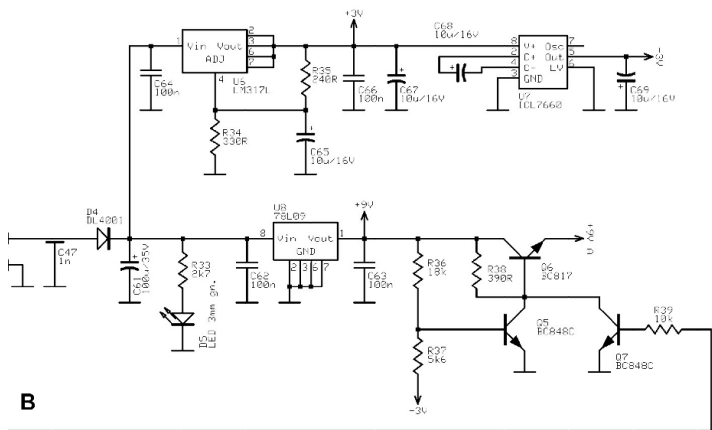 +3V
C68
10u/16V
1
Vin
Vout
2
3
6
7
ADJ
4
U6
LM317L
C64
100n
R35
240R
C66
100n
C67
10u/16V
+
8
V+
Osc
7
2
C+
Out
5
4
C-
LV
6
3
GND
U7
ICL7660
C69
10u/16V
+
R34
330R
C65
10u/16V
+
D4
DL4001
U8
78L09
+9V
C47
1n
C61
100u/35V
+
R33
2k7
8
Vin
Vout
1
GND
2
3
6
7
C62
100n
C63
100n
R36
18k
R38
390R
Q6
BC817
D5
LED 3mm gn.
R37
5k6
-3V
Q5
BC848C
Q7
BC848C
R39
10k
B